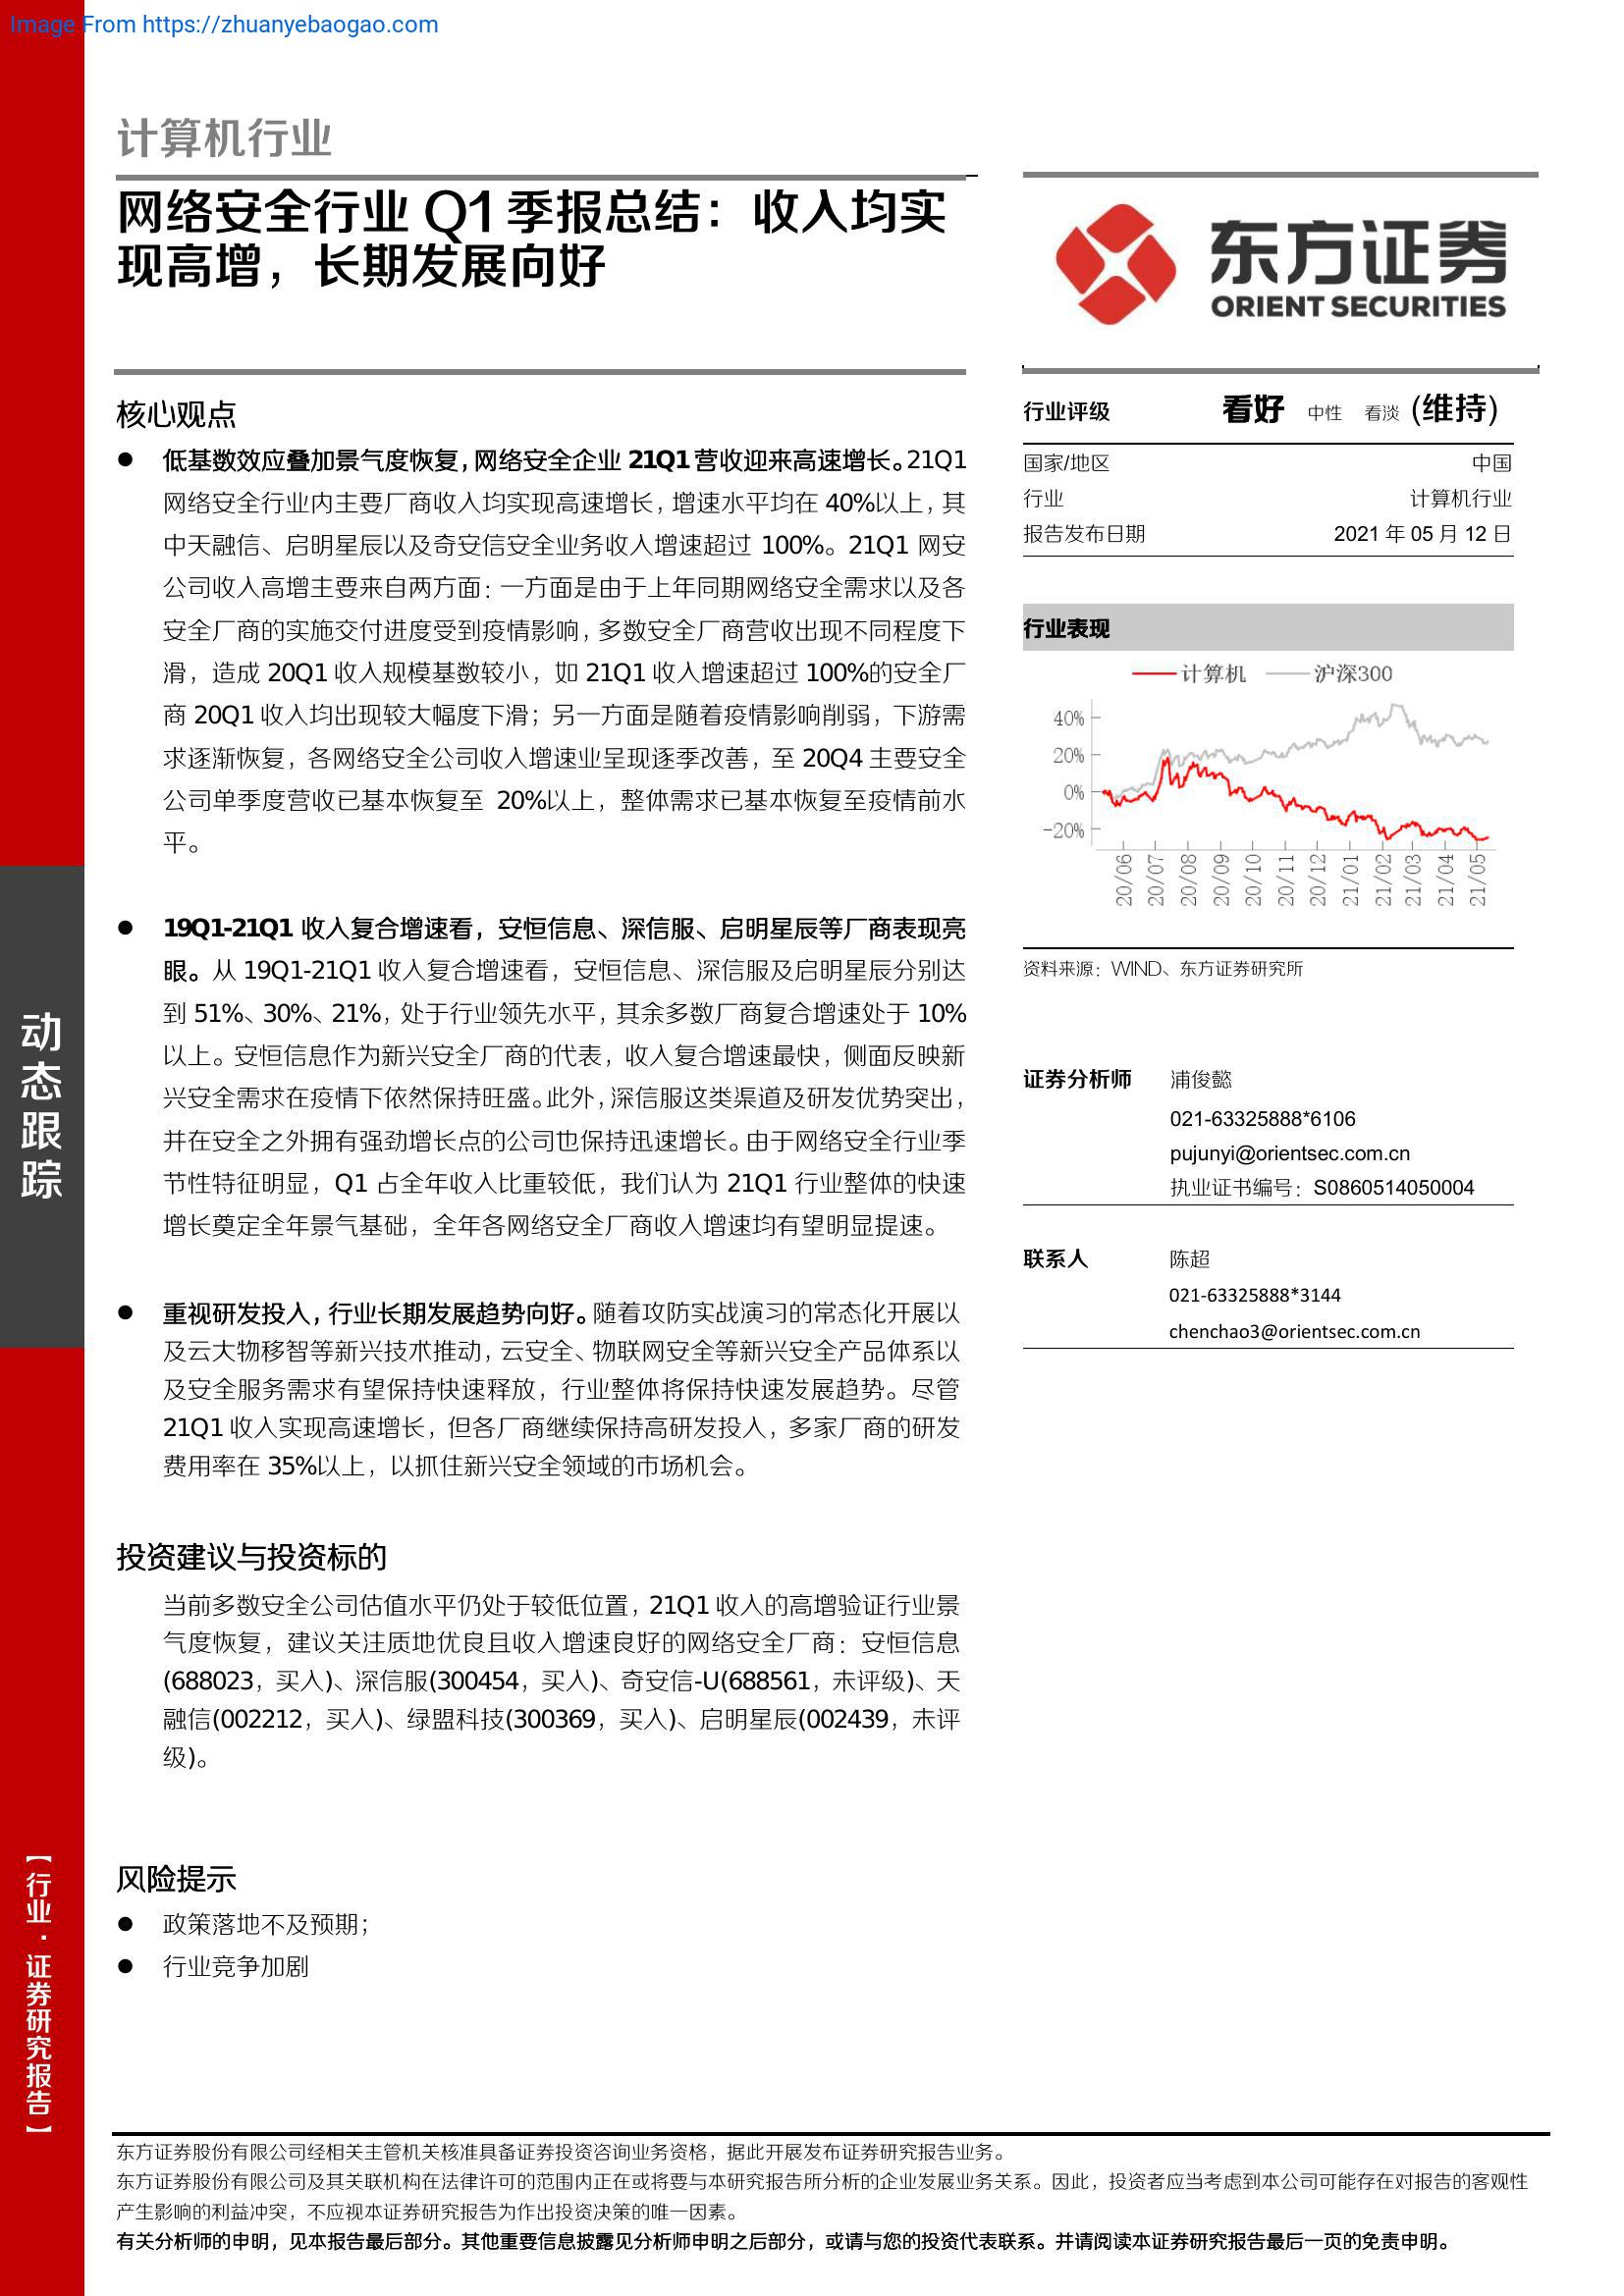 Image From https://zhuanyebaogao.com
计算机行业
网络安全行业 Q1 季报总结：收入均实
现高增，长期发展向好
东方证券
ORIENT SECURITIES
核心观点
● 低基数效应叠加景气度恢复，网络安全企业 21Q1 营收迎来高速增长。21Q1
网络安全行业内主要厂商收入均实现高速增长，增速水平均在 40%以上，其
中天融信、启明星辰以及奇安信安全业务收入增速超过 100%。21Q1 网安
公司收入高增主要来自两方面：一方面是由于上年同期网络安全需求以及各
安全厂商的实施交付进度受到疫情影响，多数安全厂商营收出现不同程度下
滑，造成 20Q1 收入规模基数较小，如 21Q1 收入增速超过 100%的安全厂
商 20Q1 收入均出现较大幅度下滑；另一方面是随着疫情影响削弱，下游需
求逐渐恢复，各网络安全公司收入增速业呈现逐季改善，至 20Q4 主要安全
公司单季度营收已基本恢复至 20%以上，整体需求已基本恢复至疫情前水
平。
● 19Q1-21Q1 收入复合增速看，安恒信息、深信服、启明星辰等厂商表现亮
眼。从 19Q1-21Q1 收入复合增速看，安恒信息、深信服及启明星辰分别达
到 51%、30%、21%，处于行业领先水平，其余多数厂商复合增速处于 10%
以上。安恒信息作为新兴安全厂商的代表，收入复合增速最快，侧面反映新
兴安全需求在疫情下依然保持旺盛。此外，深信服这类渠道及研发优势突出，
并在安全之外拥有强劲增长点的公司也保持迅速增长。由于网络安全行业季
节性特征明显，Q1 占全年收入比重较低，我们认为 21Q1 行业整体的快速
增长奠定全年景气基础，全年各网络安全厂商收入增速均有望明显提速。
● 重视研发投入，行业长期发展趋势向好。随着攻防实战演习的常态化开展以
及云大物移智等新兴技术推动，云安全、物联网安全等新兴安全产品体系以
及安全服务需求有望保持快速释放，行业整体将保持快速发展趋势。尽管
21Q1 收入实现高速增长，但各厂商继续保持高研发投入，多家厂商的研发
费用率在 35%以上，以抓住新兴安全领域的市场机会。
投资建议与投资标的
当前多数安全公司估值水平仍处于较低位置，21Q1 收入的高增验证行业景
气度恢复，建议关注质地优良且收入增速良好的网络安全厂商：安恒信息
(688023，买入)、深信服(300454，买入)、奇安信-U(688561，未评级)、天
融信(002212，买入)、绿盟科技(300369，买入)、启明星辰(002439，未评
级)。
风险提示
● 政策落地不及预期；
● 行业竞争加剧
行业评级 看好 中性 看淡 (维持)
国家/地区 中国
行业 计算机行业
报告发布日期 2021 年 05 月 12 日
行业表现
计算机 沪深300
40%
20%
0%
-20%
20/06 20/07 20/08 20/09 20/10 20/11 20/12 21/01 21/02 21/03 21/04 21/05
资料来源：WIND、东方证券研究所
证券分析师 浦俊懿
021-63325888*6106
pujunyi@orientsec.com.cn
执业证书编号：S0860514050004
联系人 陈超
021-63325888*3144
chenchao3@orientsec.com.cn
动态跟踪
【行业·证券研究报告】
东方证券股份有限公司经相关主管机关核准具备证券投资咨询业务资格，据此开展发布证券研究报告业务。
东方证券股份有限公司及其关联机构在法律许可的范围内正在或将要与本研究报告所分析的企业发展业务关系。因此，投资者应当考虑到本公司可能存在对报告的客观性
产生影响的利益冲突，不应视本证券研究报告为作出投资决策的唯一因素。
有关分析师的申明，见本报告最后部分。其他重要信息披露见分析师申明之后部分，或请与您的投资代表联系。并请阅读本证券研究报告最后一页的免责申明。